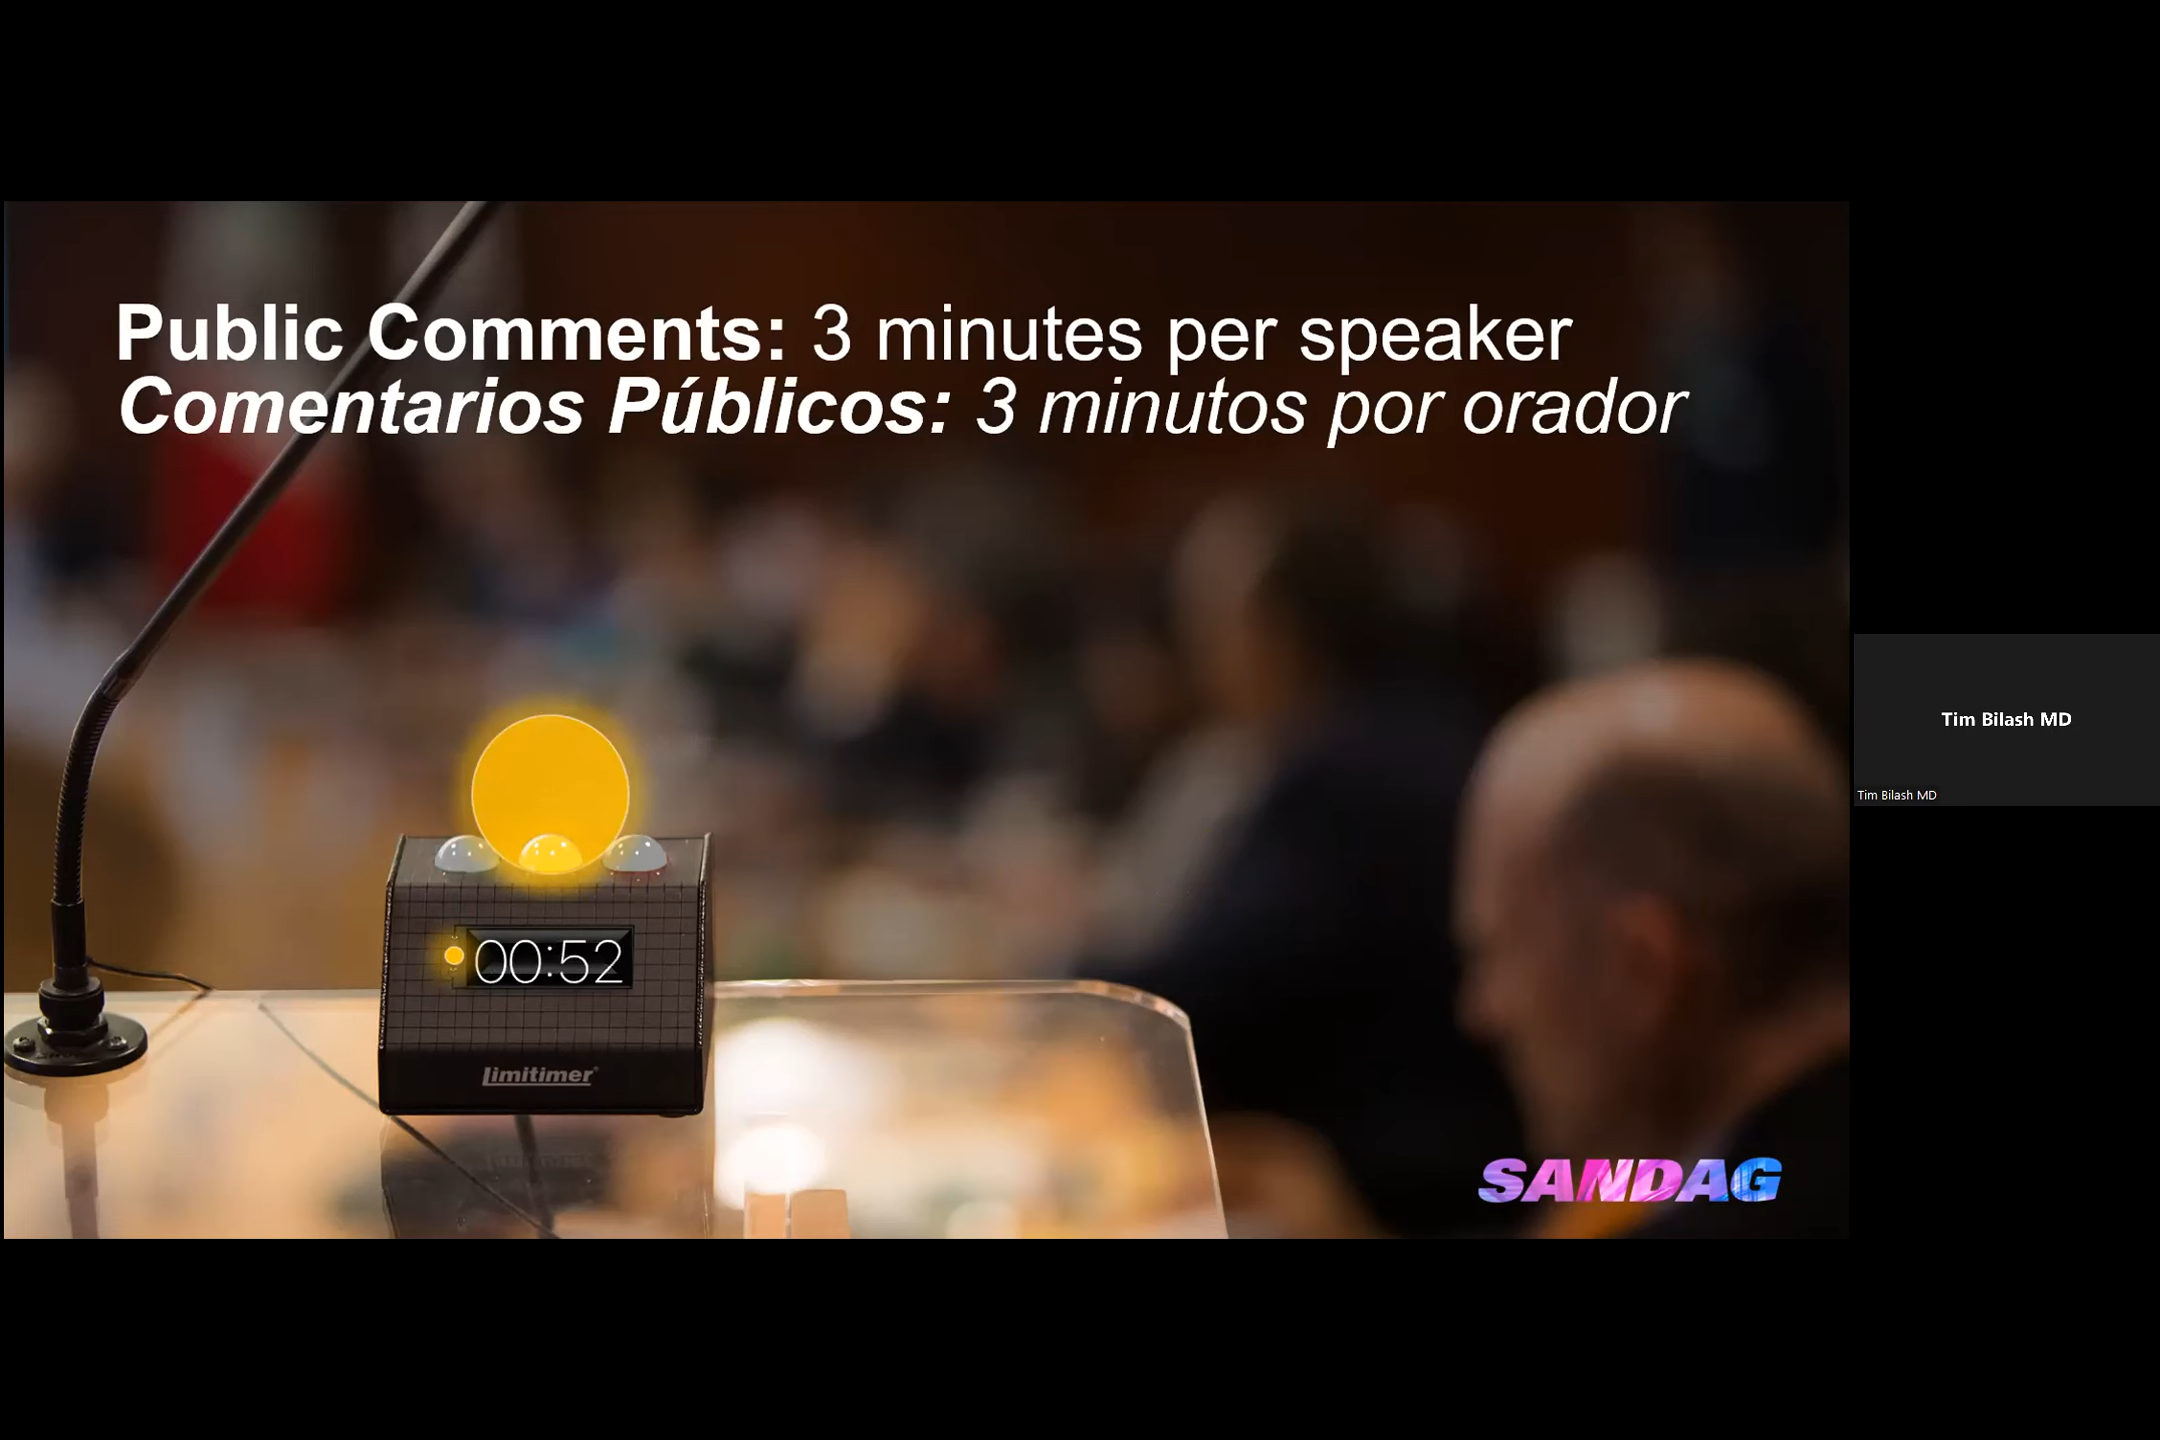 Public Comments: 3 minutes per speaker
Comentarios Públicos: 3 minutos por orador
Tim Bilash MD
Tim Bilash MD
00:52
Limitimer®
SANDAG